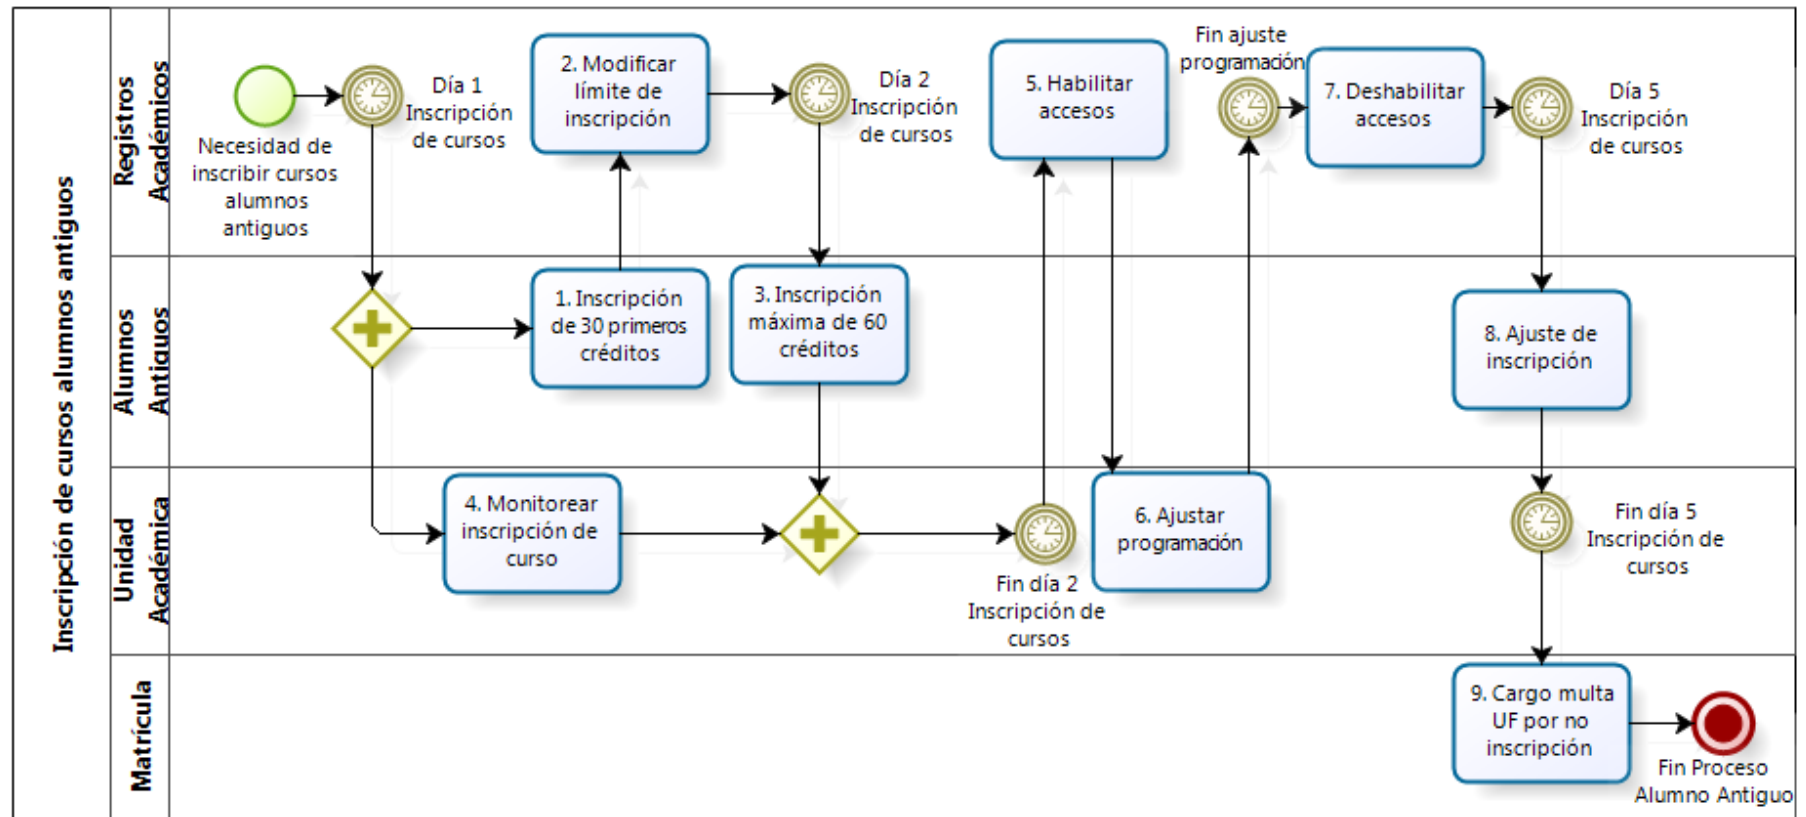 Inscripción de cursos alumnos antiguos
Registros
Académicos
Necesidad de
inscribir cursos
alumnos
antiguos
Día 1
Inscripción
de cursos
2. Modificar
límite de
inscripción
Día 2
Inscripción
de cursos
5. Habilitar
accesos
Fin ajuste
programación
7. Deshabilitar
accesos
Día 5
Inscripción
de cursos
Alumnos
Antiguos
1. Inscripción
de 30 primeros
créditos
3. Inscripción
máxima de 60
créditos
8. Ajuste de
inscripción
Unidad
Académica
4. Monitorear
inscripción de
curso
Fin día 2
Inscripción de
cursos
6. Ajustar
programación
Fin día 5
Inscripción de
cursos
Matrícula
9. Cargo multa
UF por no
inscripción
Fin Proceso
Alumno Antiguo